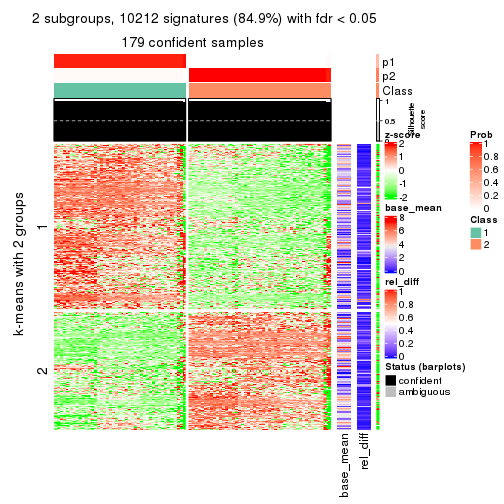 2 subgroups, 10212 signatures (84.9%) with fdr < 0.05
179 confident samples
p1
p2
Class
1
0.5
0
Silhouette
score
k-means with 2 groups
1
2
base_mean
rel_diff
z-score
2
1
0
-1
-2
base_mean
8
6
4
2
0
rel_diff
1
0.8
0.6
0.4
0.2
0
Status (barplots)
confident
ambiguous
Prob
1
0.8
0.6
0.4
0.2
0
Class
1
2